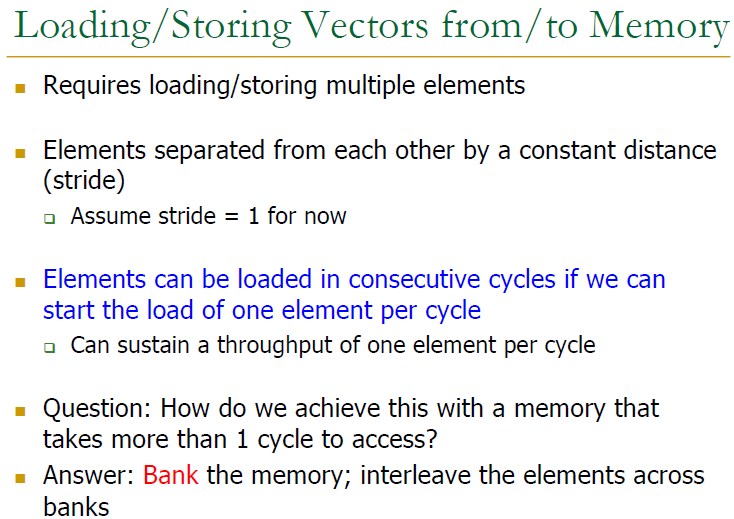 Loading/Storing Vectors from/to Memory
Requires loading/storing multiple elements
Elements separated from each other by a constant distance
(stride)
Assume stride = 1 for now
Elements can be loaded in consecutive cycles if we can
start the load of one element per cycle
Can sustain a throughput of one element per cycle
Question: How do we achieve this with a memory that
takes more than 1 cycle to access?
Answer: Bank the memory; interleave the elements across
banks